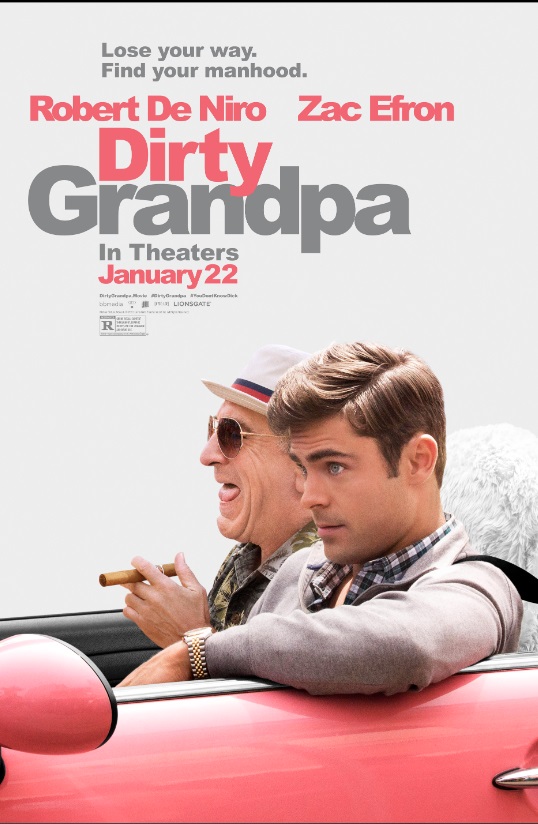 Lose your way.
Find your manhood.
Robert De Niro Zac Efron
Dirty
Grandpa
In Theaters
January 22
DirtyGrandpa.Movie #DirtyGrandpa #YouDontKnowDick
LIONSGATE
R